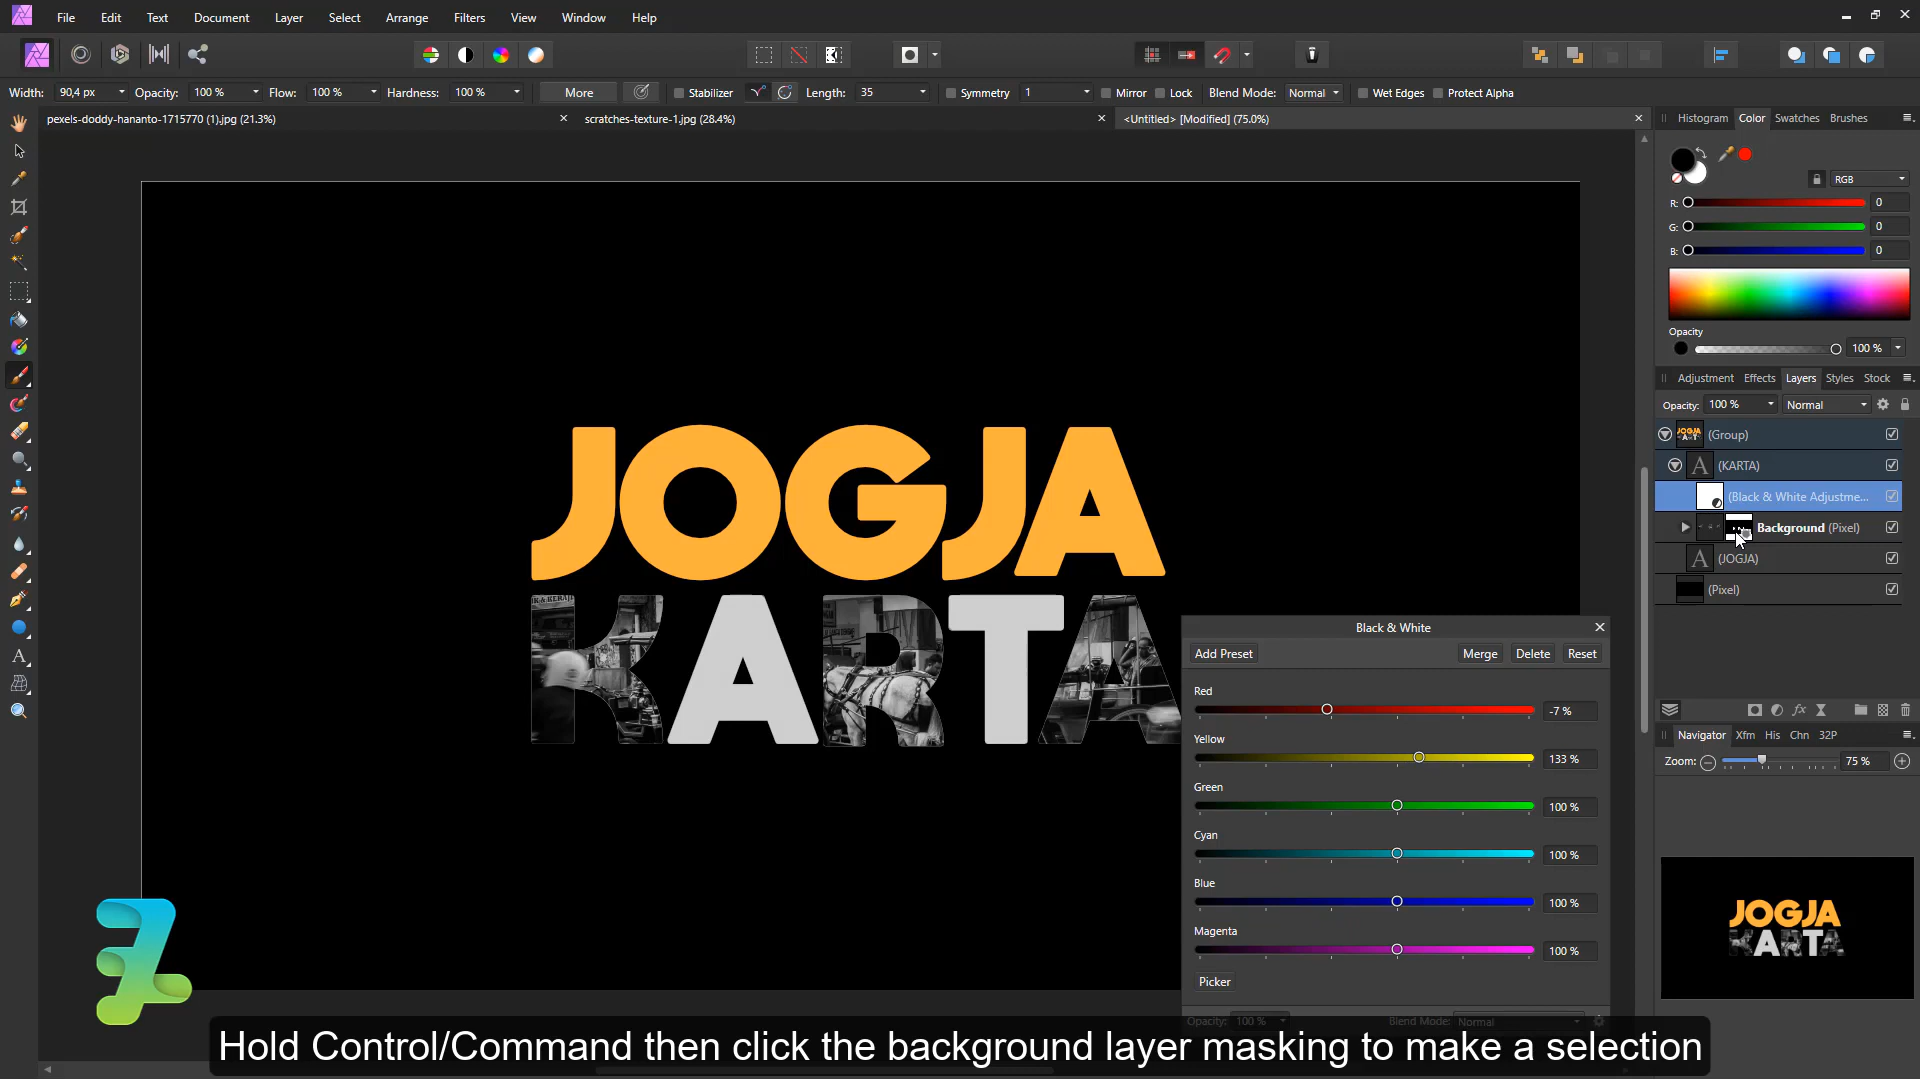 File Edit Text Document Layer Select Arrange Filters View Window Help
Width: 90,4 px Opacity: 100 % Flow: 100 % Hardness: 100 % More Stabilizer Length: 35 Symmetry 1 Mirror Lock Blend Mode: Normal Wet Edges Protect Alpha
pexels-doddy-hananto-1715770 (1).jpg (21.3%) scratches-texture-1.jpg (28.4%) <Untitled> [Modified] (75.0%)
Histogram Color Swatches Brushes
RGB
R: 0
G: 0
B: 0
Opacity
100 %
Adjustment Effects Layers Styles Stock
Opacity: 100 % Normal
(Group)
(KARTA)
(Black & White Adjustme...
Background (Pixel)
(JOGJA)
(Pixel)
JOGJA
KARTA
Black & White
Add Preset Merge Delete Reset
Red
-7 %
Yellow
133 %
Green
100 %
Cyan
100 %
Blue
100 %
Magenta
100 %
Picker
Opacity: 100 % Blend Mode: Normal
Navigator Xfm His Chn 32P
Zoom: 75 %
JOGJA
KARTA
Hold Control/Command then click the background layer masking to make a selection